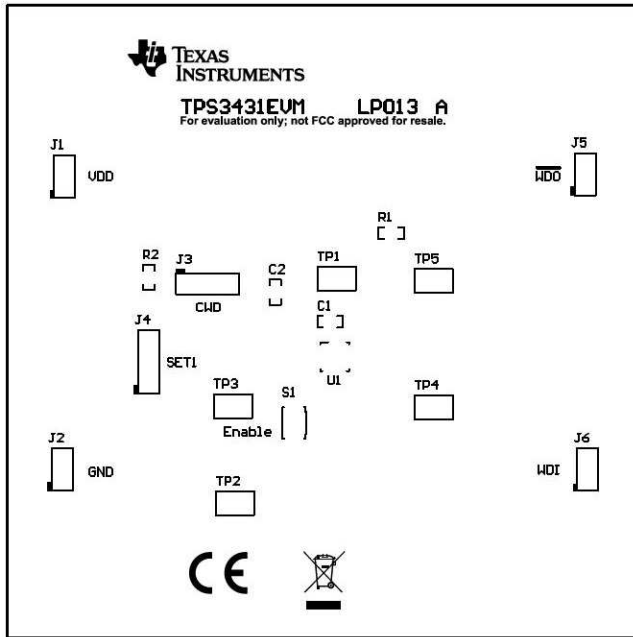 TEXAS
INSTRUMENTS
TPS3431EVM LP013 A
For evaluation only; not FCC approved for resale.
J1
VDD
J5
WDO
R1
R2
J3
C2
TP1
TP5
CWD
C1
J4
SET1
U1
TP3
S1
TP4
Enable
J2
GND
J6
WDI
TP2
CE